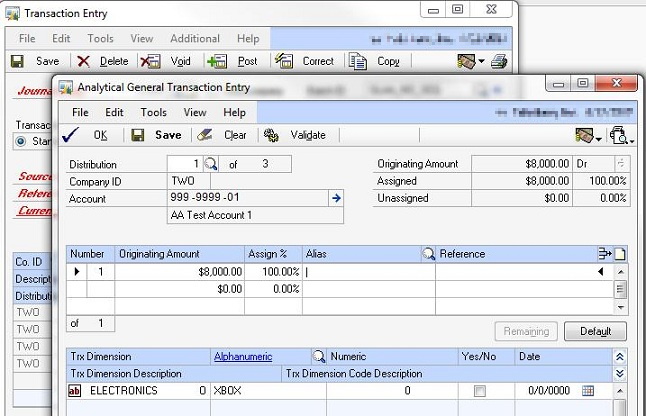 Transaction Entry
File Edit Tools View Additional Help
Save Delete Void Post Correct Copy
Analytical General Transaction Entry
File Edit Tools View Help
OK Save Clear Validate
Distribution 1 of 3
Company ID TWO
Account 999 -9999 -01
AA Test Account 1
Originating Amount $8,000.00 Dr
Assigned $8,000.00 100.00%
Unassigned $0.00 0.00%
Number Originating Amount Assign % Alias Reference
1 $8,000.00 100.00%
$0.00 0.00%
of 1
Remaining Default
Trx Dimension Alphanumeric Numeric Yes/No Date
Trx Dimension Description Trx Dimension Code Description
ab ELECTRONICS 0 XBOX 0 0/0/0000
Journa
Transac
Stan
Source
Refere
Curren
Co. ID
Descript
Distributi
TWO
TWO
TWO
TWO